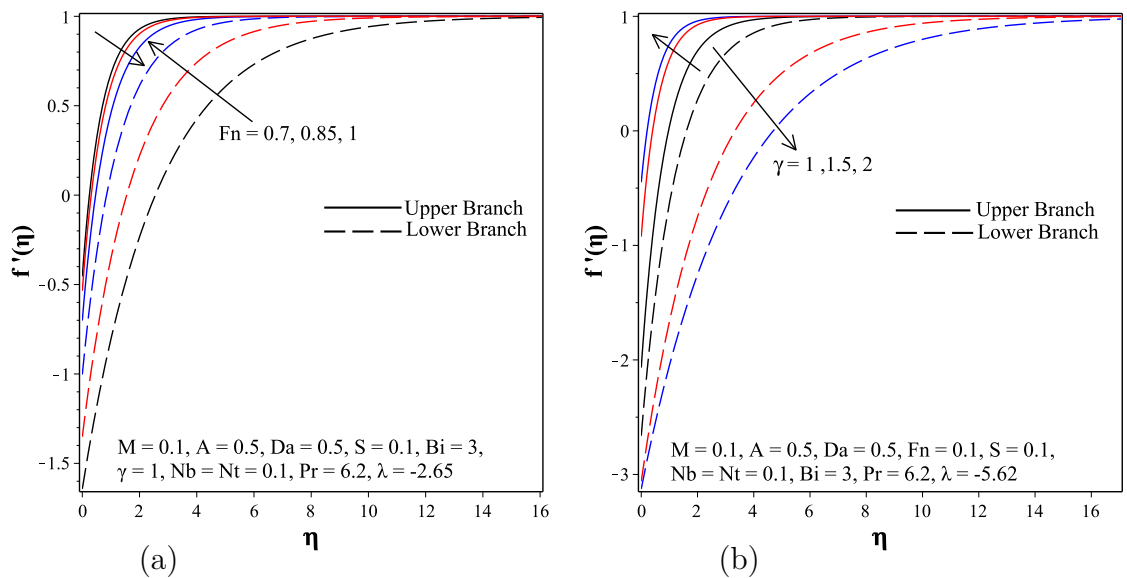 1
0.5
0
-0.5
-1
-1.5
f '(η)
Fn = 0.7, 0.85, 1
Upper Branch
Lower Branch
M = 0.1, A = 0.5, Da = 0.5, S = 0.1, Bi = 3,
γ = 1, Nb = Nt = 0.1, Pr = 6.2, λ = -2.65
0 2 4 6 8 10 12 14 16
η
(a)
1
0
-1
-2
-3
f '(η)
γ = 1 ,1.5, 2
Upper Branch
Lower Branch
M = 0.1, A = 0.5, Da = 0.5, Fn = 0.1, S = 0.1,
Nb = Nt = 0.1, Bi = 3, Pr = 6.2, λ = -5.62
0 2 4 6 8 10 12 14 16
η
(b)